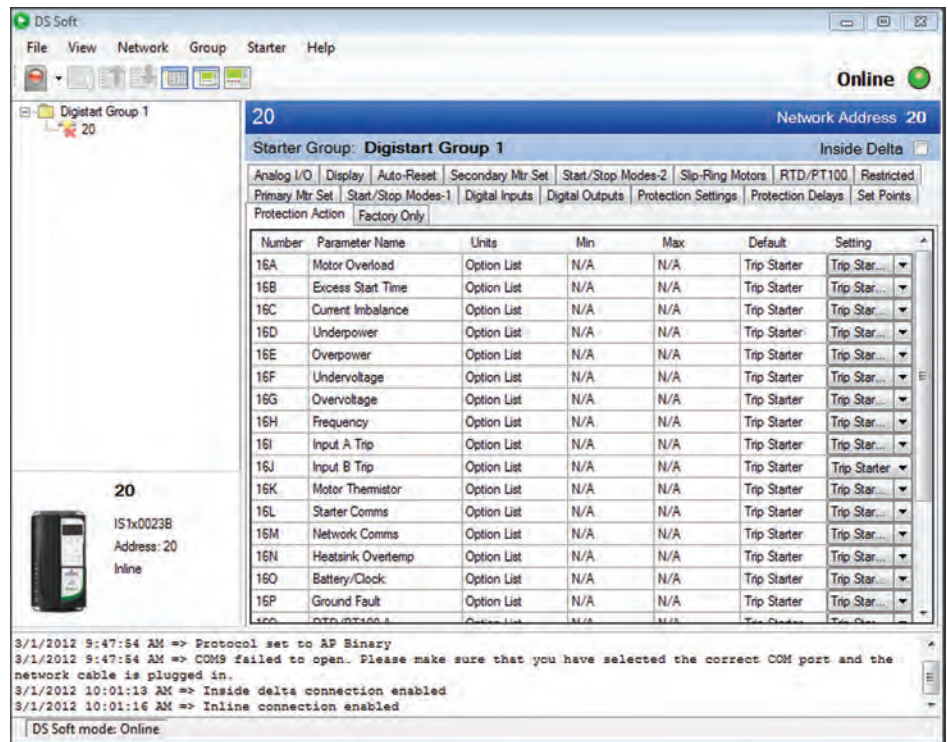 DS Soft
File View Network Group Starter Help
Online
Digistart Group 1
20
20 Network Address 20
Starter Group: Digistart Group 1 Inside Delta
Analog I/O Display Auto-Reset Secondary Mtr Set Start/Stop Modes-2 Slip-Ring Motors RTD/PT100 Restricted
Primary Mtr Set Start/Stop Modes-1 Digital Inputs Digital Outputs Protection Settings Protection Delays Set Points
Protection Action Factory Only
Number Parameter Name Units Min Max Default Setting
16A Motor Overload Option List N/A N/A Trip Starter Trip Star...
16B Excess Start Time Option List N/A N/A Trip Starter Trip Star...
16C Current Imbalance Option List N/A N/A Trip Starter Trip Star...
16D Underpower Option List N/A N/A Trip Starter Trip Star...
16E Overpower Option List N/A N/A Trip Starter Trip Star...
16F Undervoltage Option List N/A N/A Trip Starter Trip Star...
16G Overvoltage Option List N/A N/A Trip Starter Trip Star...
16H Frequency Option List N/A N/A Trip Starter Trip Star...
16I Input A Trip Option List N/A N/A Trip Starter Trip Star...
16J Input B Trip Option List N/A N/A Trip Starter Trip Starter
16K Motor Thermistor Option List N/A N/A Trip Starter Trip Star...
16L Starter Comms Option List N/A N/A Trip Starter Trip Star...
16M Network Comms Option List N/A N/A Trip Starter Trip Star...
16N Heatsink Overtemp Option List N/A N/A Trip Starter Trip Star...
16O Battery/Clock Option List N/A N/A Trip Starter Trip Star...
16P Ground Fault Option List N/A N/A Trip Starter Trip Star...
20
IS1x0023B
Address: 20
Inline
3/1/2012 9:47:54 AM => Protocol set to AP Binary
3/1/2012 9:47:54 AM => COM9 failed to open. Please make sure that you have selected the correct COM port and the
network cable is plugged in.
3/1/2012 10:01:13 AM => Inside delta connection enabled
3/1/2012 10:01:16 AM => Inline connection enabled
DS Soft mode: Online